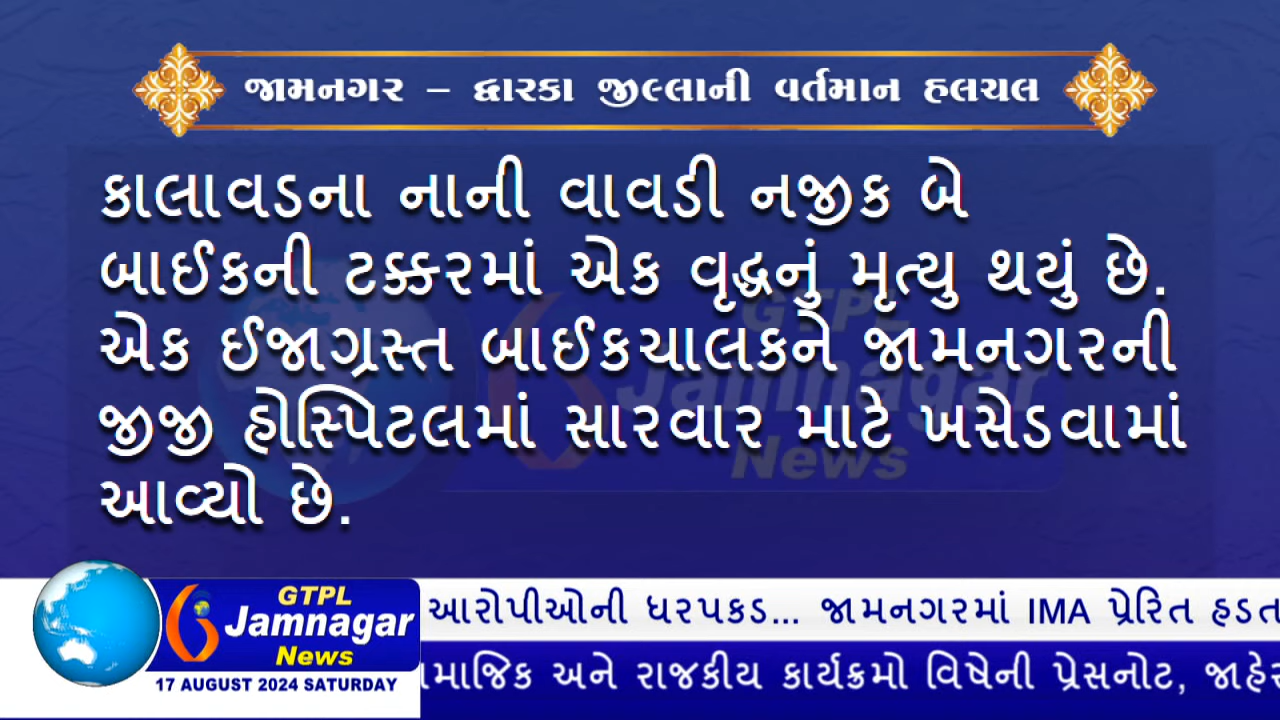 જામનગર – દ્વારકા જીલ્લાની વર્તમાન હલચલ
કાલાવડના નાની વાવડી નજીક બે
બાઈકની ટક્કરમાં એક વૃદ્ધનું મૃત્યુ થયું છે.
એક ઈજાગ્રસ્ત બાઈકચાલકને જામનગરની
જીજી હોસ્પિટલમાં સારવાર માટે ખસેડવામાં
આવ્યો છે.
GTPL
Jamnagar
News
17 AUGUST 2024 SATURDAY
આરોપીઓની ધરપકડ... જામનગરમાં IMA પ્રેરિત હડત
માજિક અને રાજકીય કાર્યક્રમો વિષેની પ્રેસનોટ, જાહેર